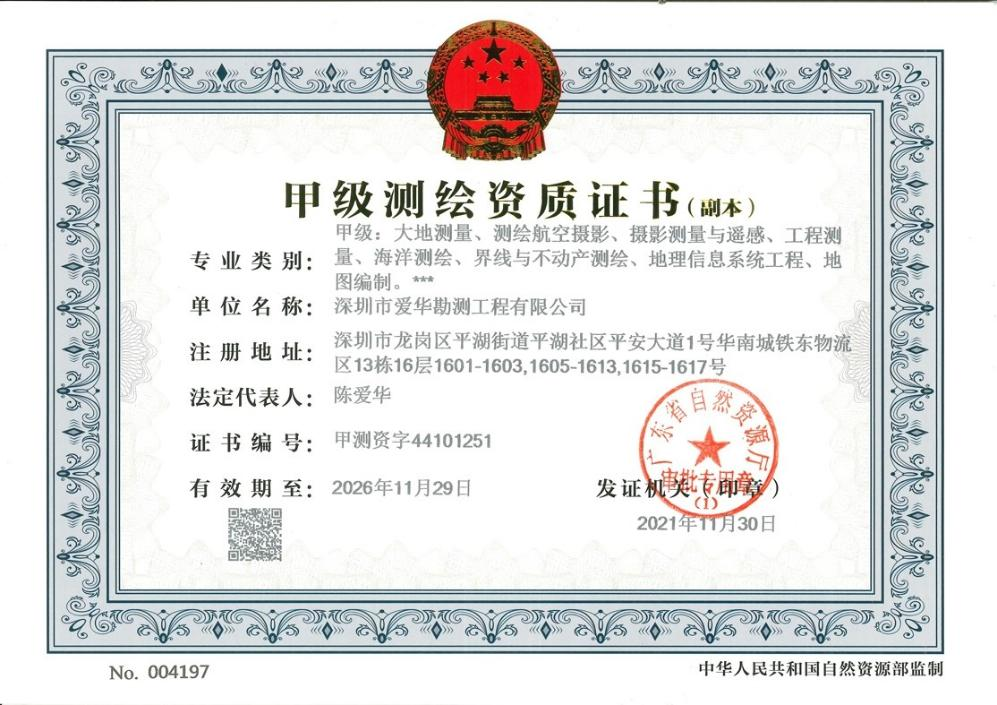 甲级测绘资质证书(副本)
专业类别: 甲级:大地测量、测绘航空摄影、摄影测量与遥感、工程测
量、海洋测绘、界线与不动产测绘、地理信息系统工程、地
图编制。***
单位名称: 深圳市爱华勘测工程有限公司
注册地址: 深圳市龙岗区平湖街道平湖社区平安大道1号华南城铁东物流
区13栋16层1601-1603,1605-1613,1615-1617号
法定代表人: 陈爱华
证书编号: 甲测资字44101251
有效期至: 2026年11月29日
发证机关(印章)
广东省自然资源厅
审批专用章
(1)
2021年11月30日
No. 004197
中华人民共和国自然资源部监制